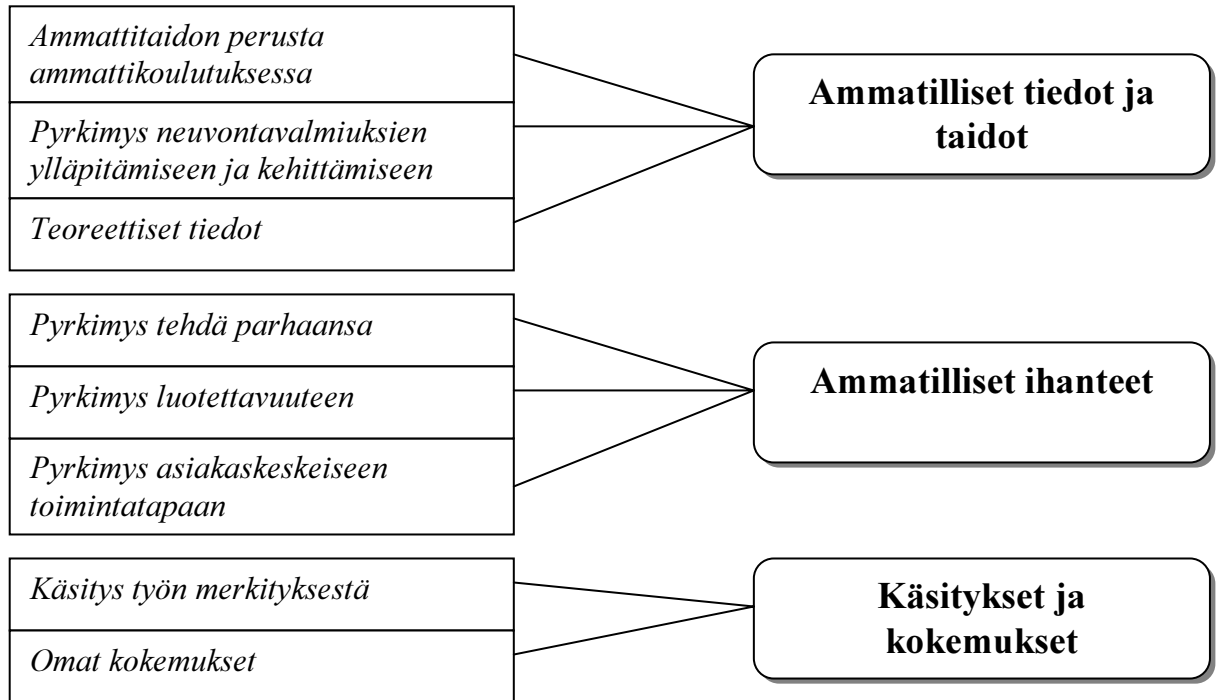 Ammattitaidon perusta
ammattikoulutuksessa
Pyrkimys neuvontavalmiuksien
ylläpitämiseen ja kehittämiseen
Teoreettiset tiedot
Ammatilliset tiedot ja
taidot
Pyrkimys tehdä parhaansa
Pyrkimys luotettavuuteen
Pyrkimys asiakaskeskeiseen
toimintatapaan
Ammatilliset ihanteet
Käsitys työn merkityksestä
Omat kokemukset
Käsitykset ja
kokemukset